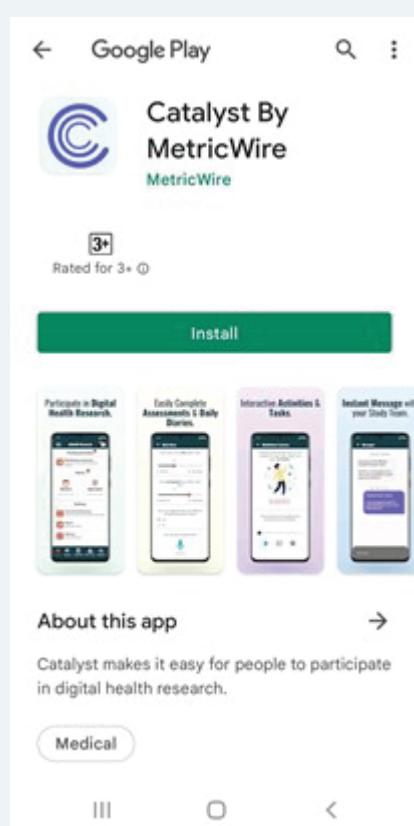 Google Play
Catalyst By
MetricWire
MetricWire
3+
Rated for 3+
Install
Participate in Digital
Health Research.
Easily Complete
Assessments & Daily
Diaries.
Interactive Activities &
Tasks.
Instant Message
your Study Team.
About this app
Catalyst makes it easy for people to participate
in digital health research.
Medical